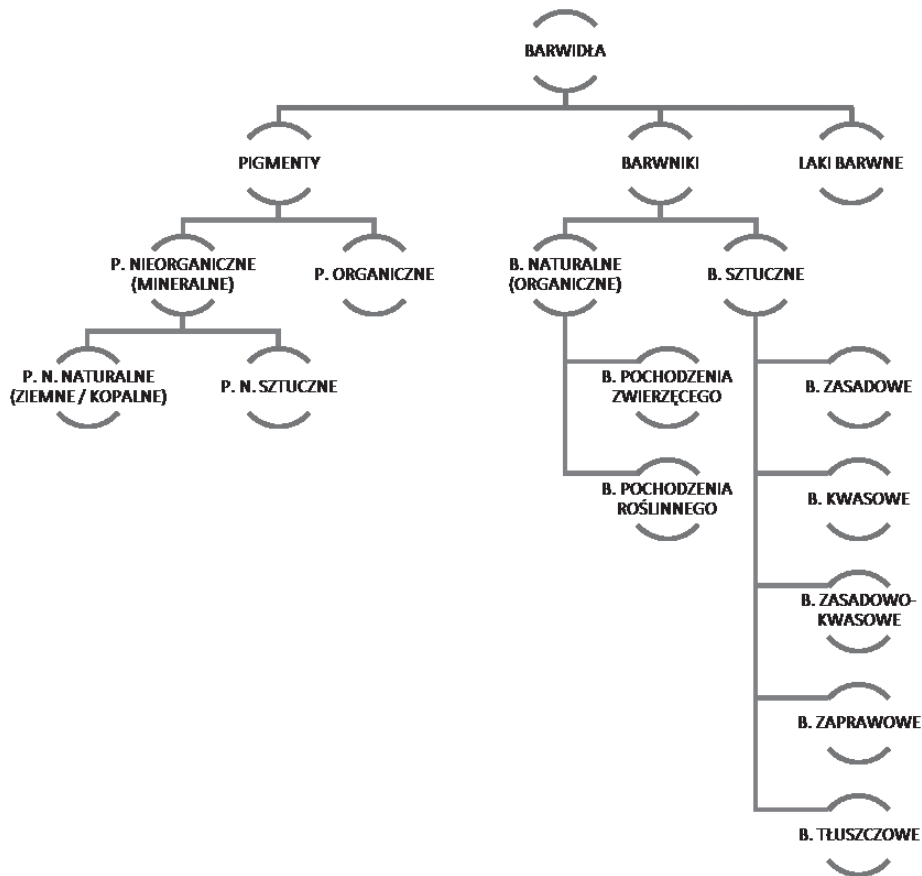 BARWIDŁA
PIGMENTY
BARWNIKI
LAKI BARWNE
P. NIEORGANICZNE
(MINERALNE)
P. ORGANICZNE
B. NATURALNE
(ORGANICZNE)
B. SZTUCZNE
P. N. NATURALNE
(ZIEMNE / KOPALNE)
P. N. SZTUCZNE
B. POCHODZENIA
ZWIERZĘCEGO
B. ZASADOWE
B. POCHODZENIA
ROŚLINNEGO
B. KWASOWE
B. ZASADOWO-
KWASOWE
B. ZAPRAWOWE
B. TŁUSZCZOWE